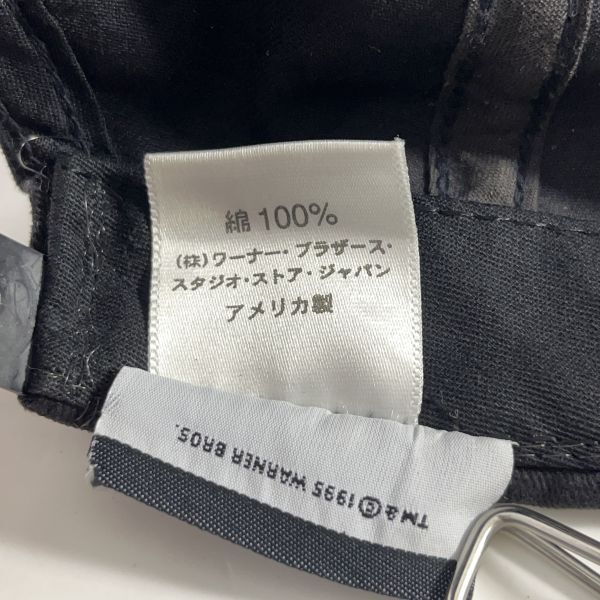 綿 100%
(株)ワーナー・ブラザース・
スタジオ・ストア・ジャパン
アメリカ製
TM&©1995 WARNER BROS.